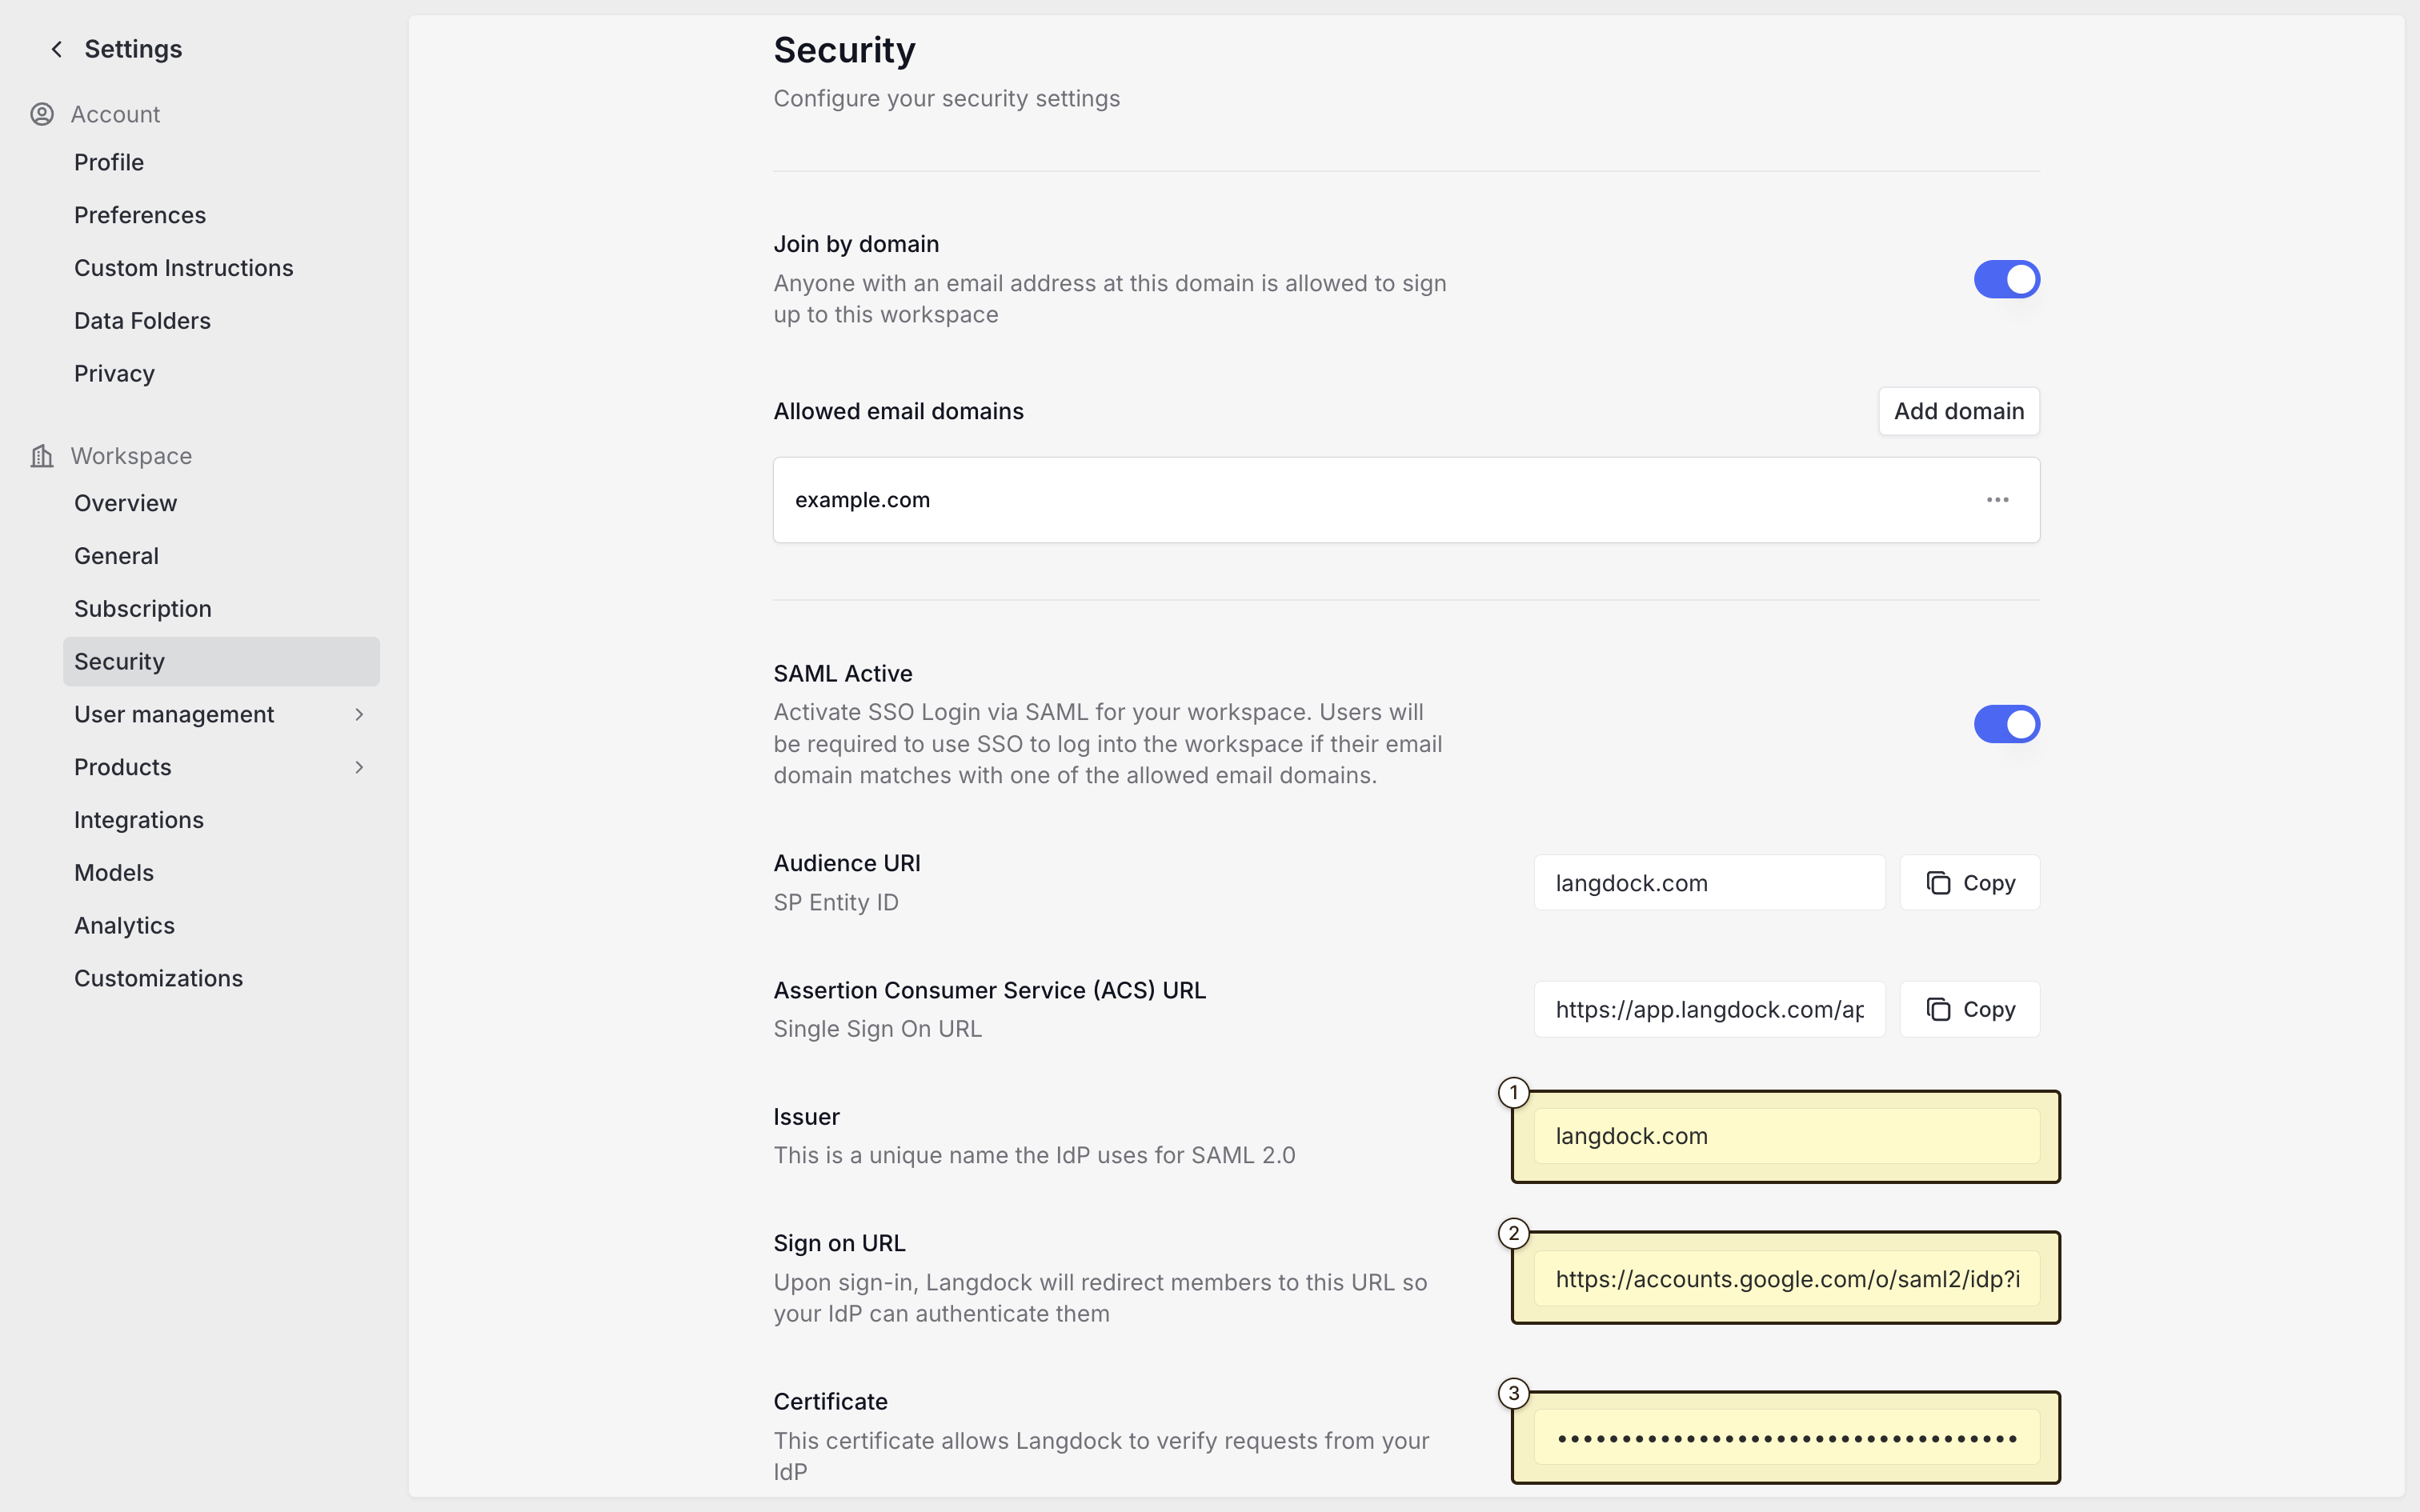 Settings
Account
Profile
Preferences
Custom Instructions
Data Folders
Privacy
Workspace
Overview
General
Subscription
Security
User management
Products
Integrations
Models
Analytics
Customizations
Security
Configure your security settings
Join by domain
Anyone with an email address at this domain is allowed to sign
up to this workspace
Allowed email domains
Add domain
example.com
SAML Active
Activate SSO Login via SAML for your workspace. Users will
be required to use SSO to log into the workspace if their email
domain matches with one of the allowed email domains.
Audience URI
SP Entity ID
langdock.com
Copy
Assertion Consumer Service (ACS) URL
Single Sign On URL
https://app.langdock.com/ap
Copy
Issuer
This is a unique name the IdP uses for SAML 2.0
1
langdock.com
Sign on URL
Upon sign-in, Langdock will redirect members to this URL so
your IdP can authenticate them
2
https://accounts.google.com/o/saml2/idp?i
Certificate
This certificate allows Langdock to verify requests from your
IdP
3
••••••••••••••••••••••••••••••••••••